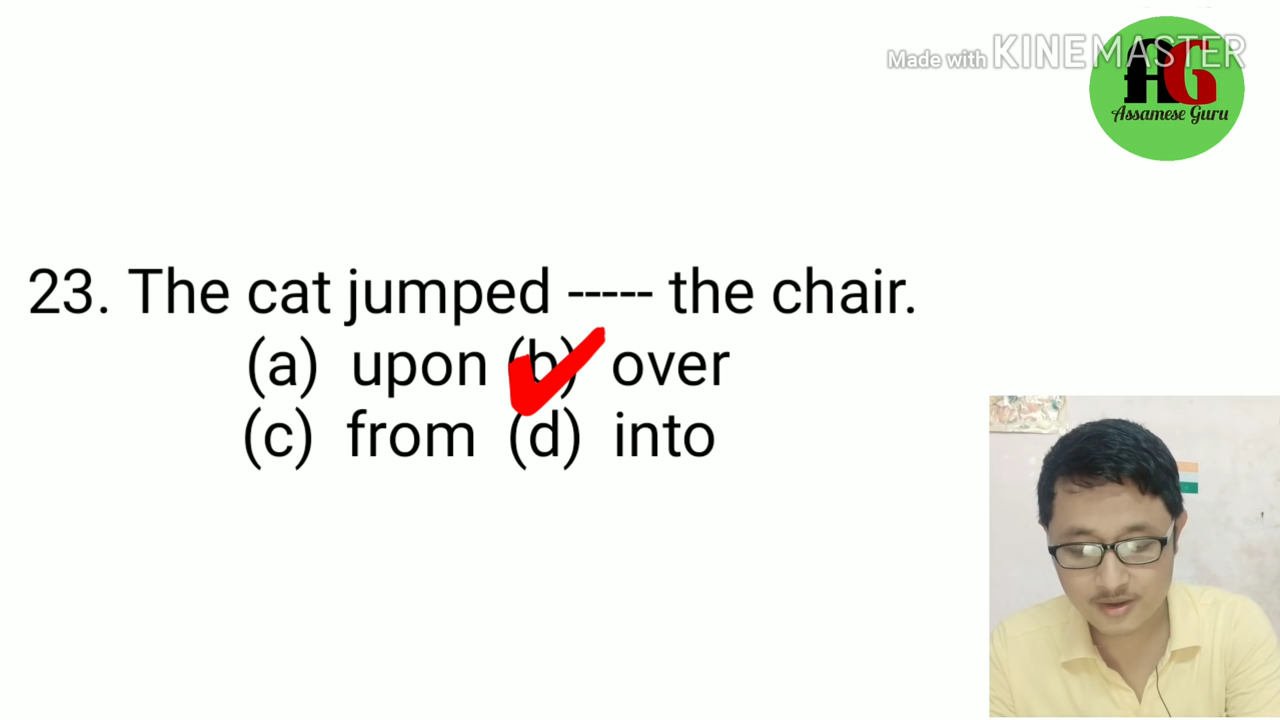 Made with KINEMASTER
AG
Assamese Guru
23. The cat jumped ----- the chair.
(a) upon (b) over
(c) from (d) into